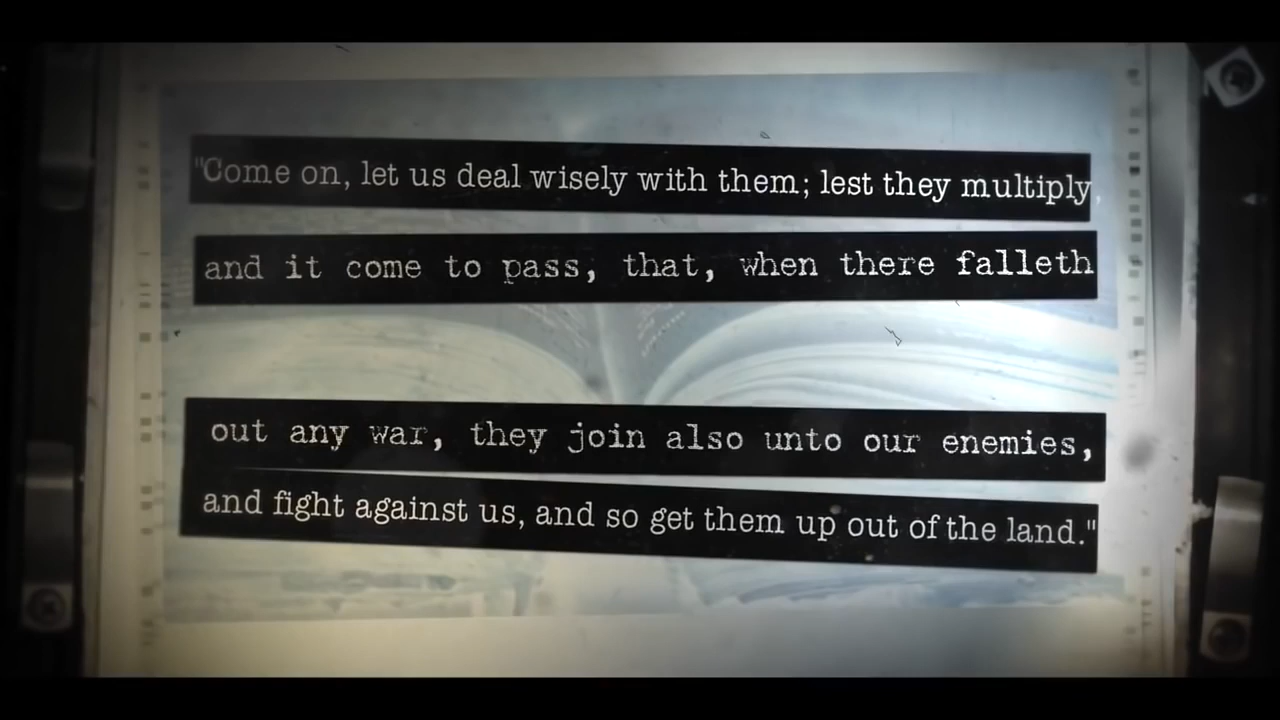 "Come on, let us deal wisely with them; lest they multiply
and it come to pass, that, when there falleth
out any war, they join also unto our enemies,
and fight against us, and so get them up out of the land."